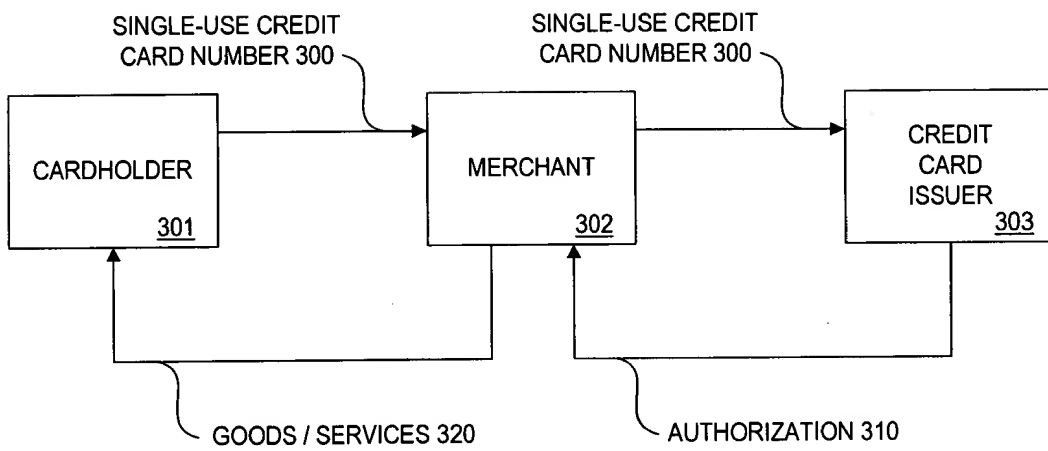 SINGLE-USE CREDIT
CARD NUMBER 300
SINGLE-USE CREDIT
CARD NUMBER 300
CARDHOLDER
301
MERCHANT
302
CREDIT
CARD
ISSUER
303
GOODS / SERVICES 320
AUTHORIZATION 310